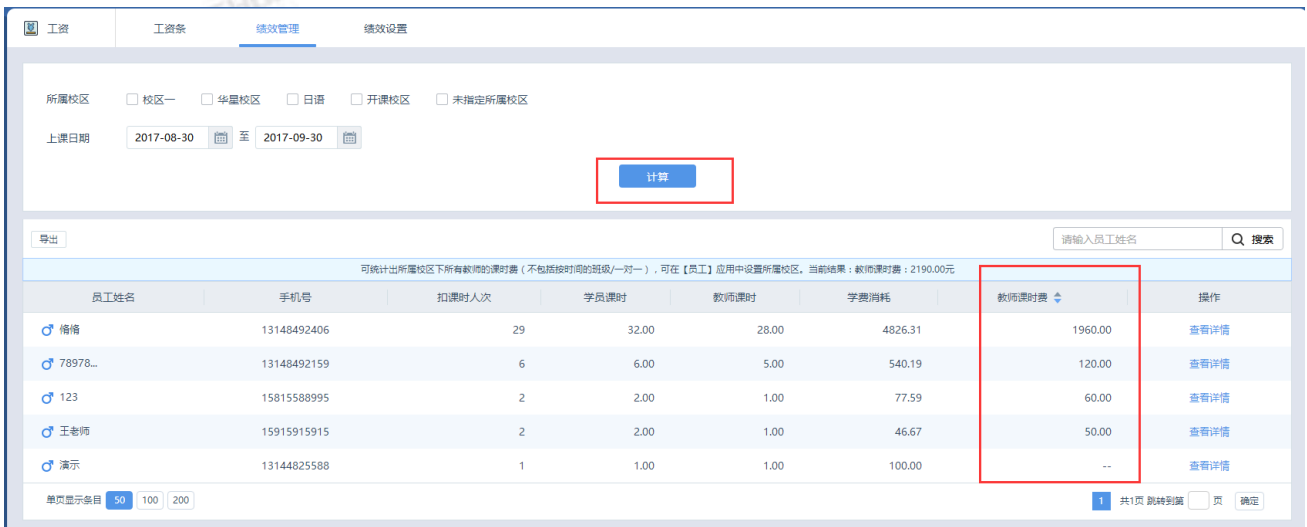 工资 工资条 绩效管理 绩效设置
所属校区 校区一 华星校区 日语 开课校区 未指定所属校区
上课日期 2017-08-30 至 2017-09-30
计算
导出 请输入员工姓名 搜索
可统计出所属校区下所有教师的课时费（不包括按时间的班级/一对一），可在【员工】应用中设置所属校区。当前结果：教师课时费：2190.00元
员工姓名 手机号 扣课时人次 学员课时 教师课时 学费消耗 教师课时费 操作
脩脩 13148492406 29 32.00 28.00 4826.31 1960.00 查看详情
78978... 13148492159 6 6.00 5.00 540.19 120.00 查看详情
123 15815588995 2 2.00 1.00 77.59 60.00 查看详情
王老师 15915915915 2 2.00 1.00 46.67 50.00 查看详情
演示 13144825588 1 1.00 1.00 100.00 -- 查看详情
单页显示条目 50 100 200 1 共1页 跳转到第 页 确定